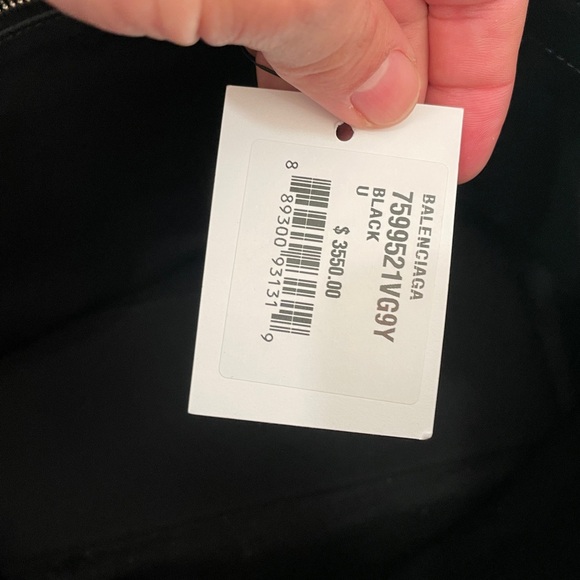 BALENCIAGA
7599521VG9Y
BLACK
U
$ 3550.00
8 89300 93131 9